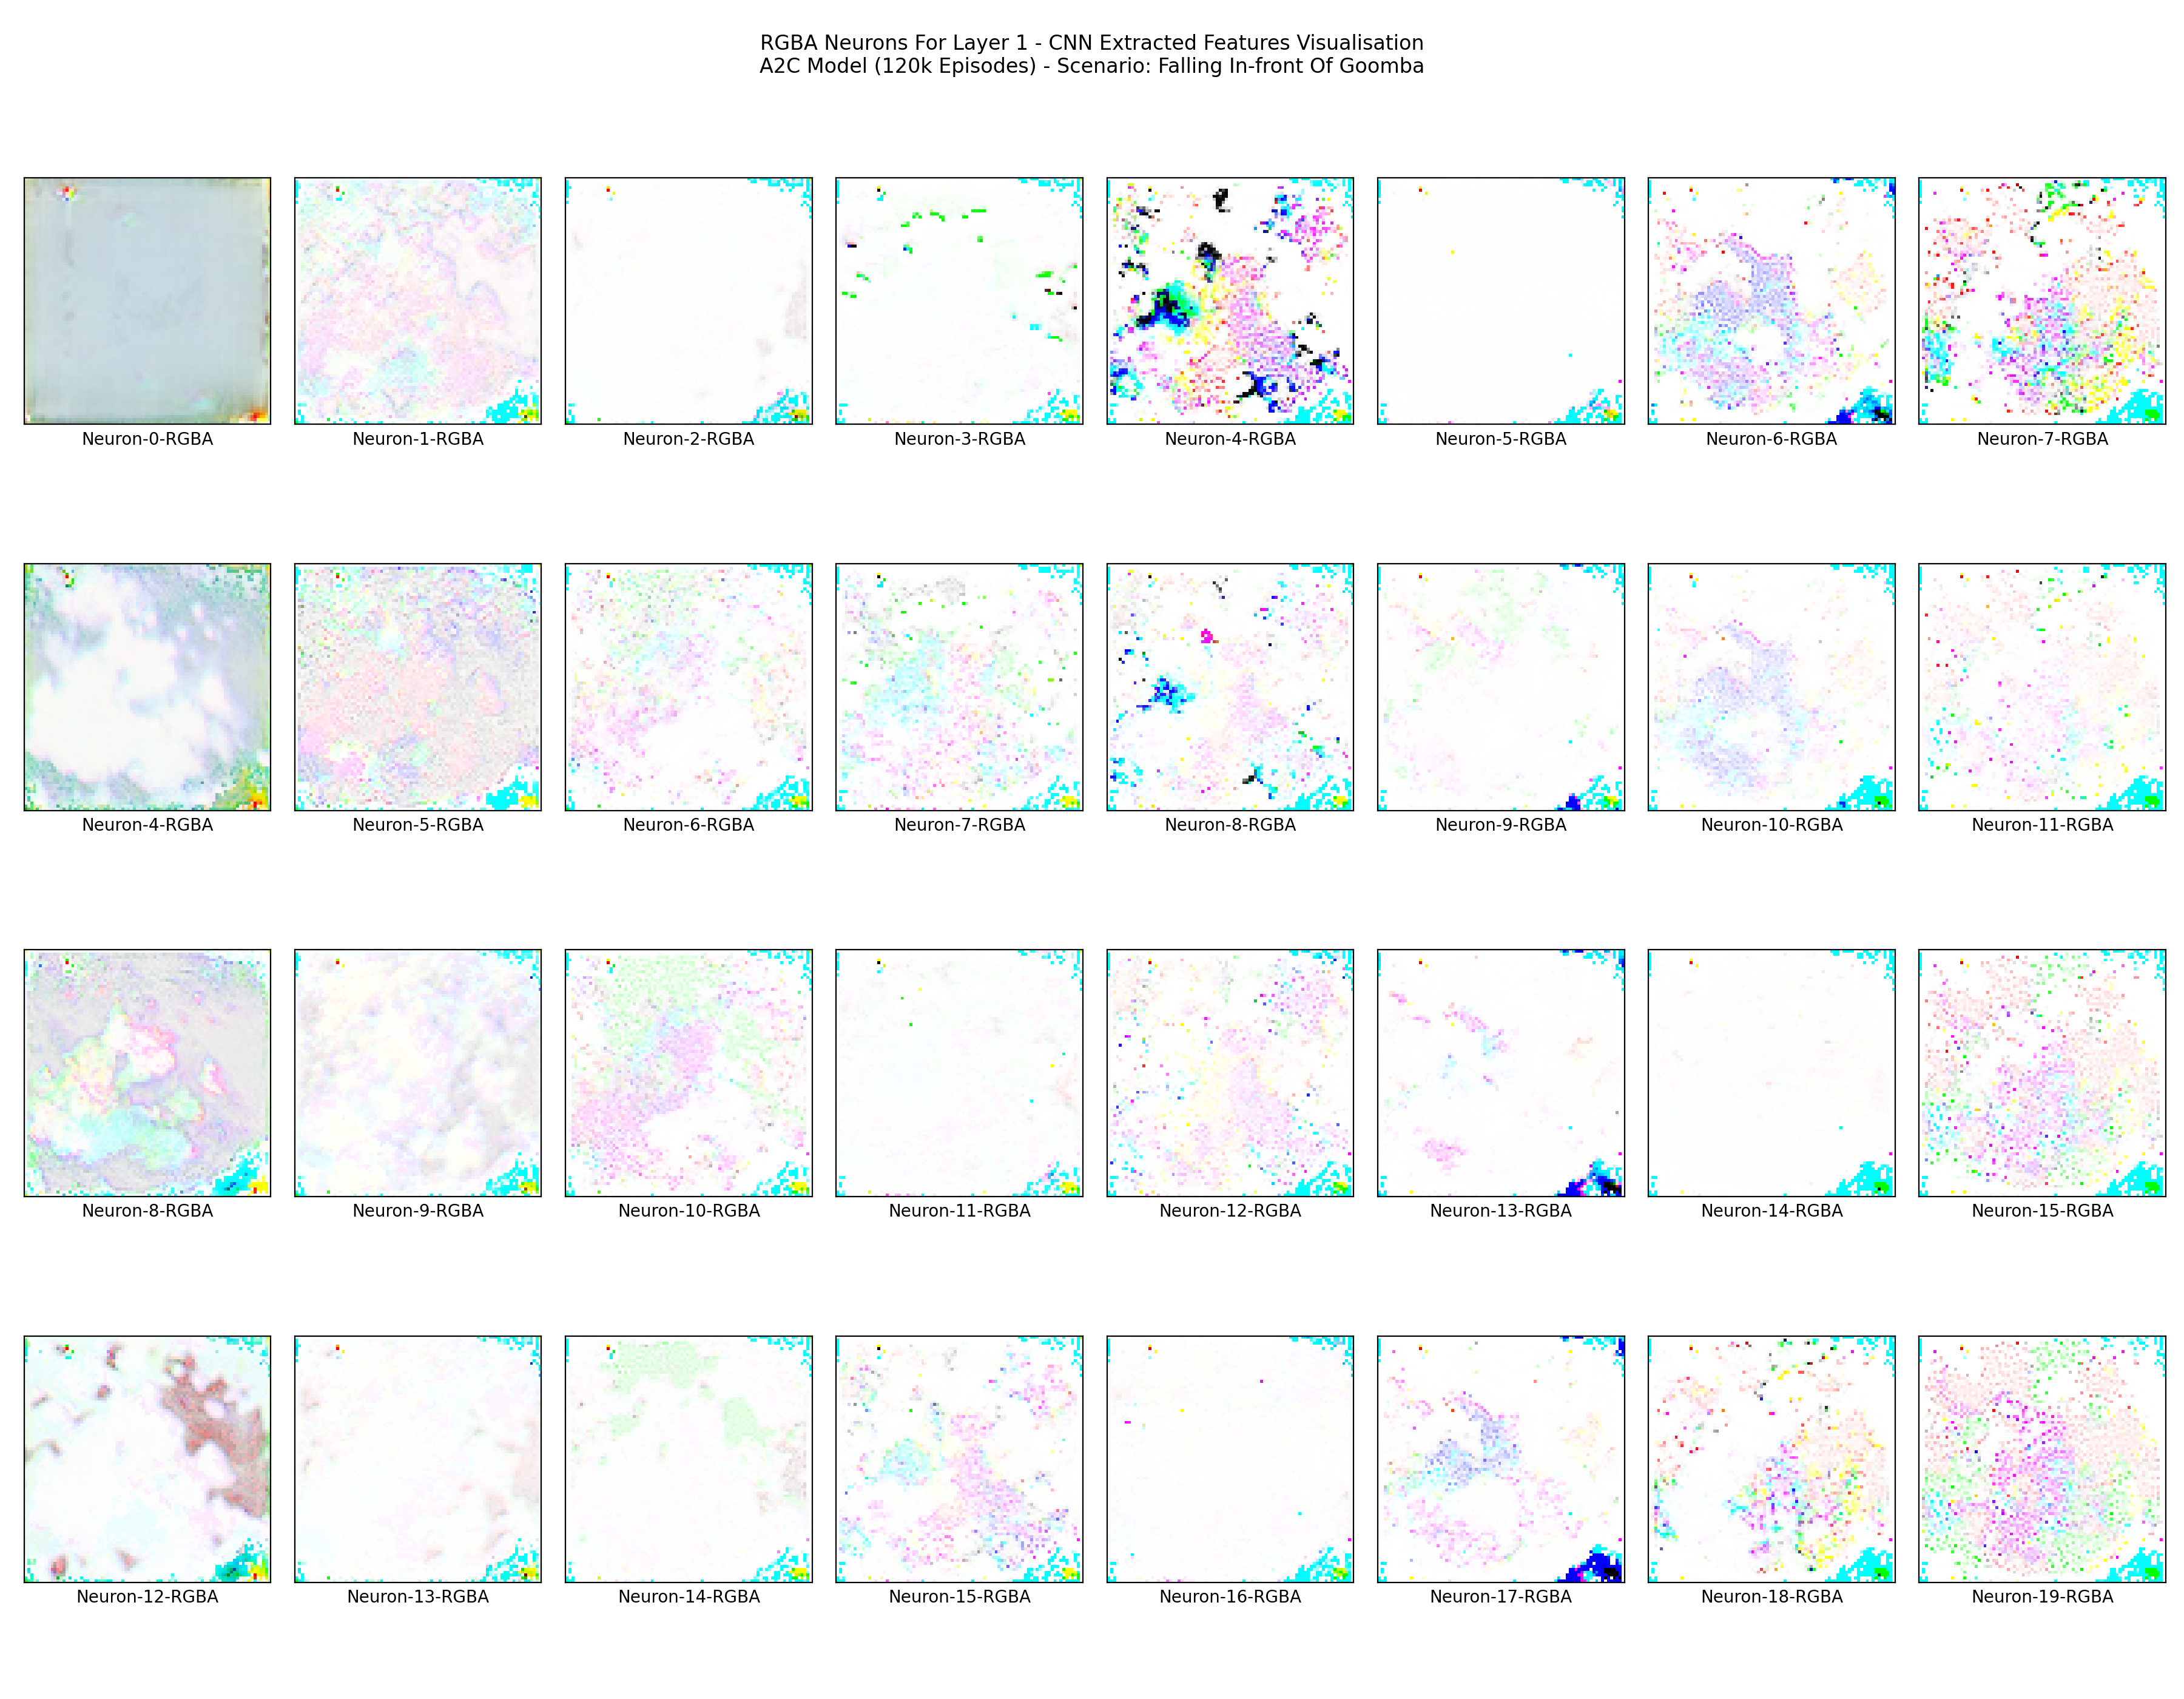 RGBA Neurons For Layer 1 - CNN Extracted Features Visualisation
A2C Model (120k Episodes) - Scenario: Falling In-front Of Goomba
Neuron-0-RGBA
Neuron-1-RGBA
Neuron-2-RGBA
Neuron-3-RGBA
Neuron-4-RGBA
Neuron-5-RGBA
Neuron-6-RGBA
Neuron-7-RGBA
Neuron-4-RGBA
Neuron-5-RGBA
Neuron-6-RGBA
Neuron-7-RGBA
Neuron-8-RGBA
Neuron-9-RGBA
Neuron-10-RGBA
Neuron-11-RGBA
Neuron-8-RGBA
Neuron-9-RGBA
Neuron-10-RGBA
Neuron-11-RGBA
Neuron-12-RGBA
Neuron-13-RGBA
Neuron-14-RGBA
Neuron-15-RGBA
Neuron-12-RGBA
Neuron-13-RGBA
Neuron-14-RGBA
Neuron-15-RGBA
Neuron-16-RGBA
Neuron-17-RGBA
Neuron-18-RGBA
Neuron-19-RGBA